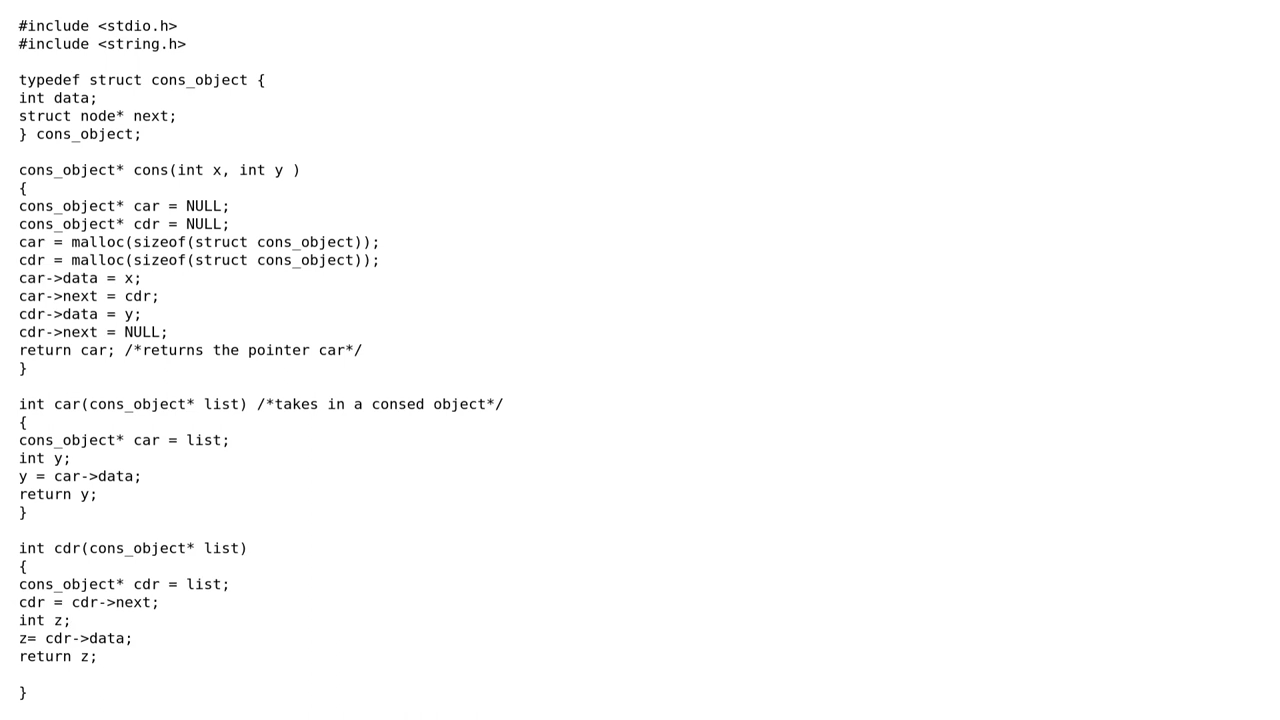 #include <stdio.h>
#include <string.h>

typedef struct cons_object {
int data;
struct node* next;
} cons_object;

cons_object* cons(int x, int y )
{
cons_object* car = NULL;
cons_object* cdr = NULL;
car = malloc(sizeof(struct cons_object));
cdr = malloc(sizeof(struct cons_object));
car->data = x;
car->next = cdr;
cdr->data = y;
cdr->next = NULL;
return car; /*returns the pointer car*/
}

int car(cons_object* list) /*takes in a consed object*/
{
cons_object* car = list;
int y;
y = car->data;
return y;
}

int cdr(cons_object* list)
{
cons_object* cdr = list;
cdr = cdr->next;
int z;
z= cdr->data;
return z;

}